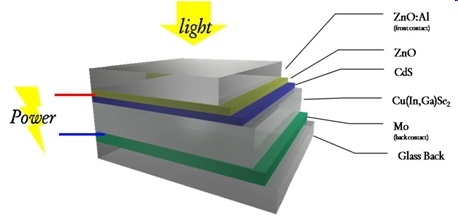 light
ZnO:Al
(front contact)
ZnO
CdS
Cu(In,Ga)Se2
Mo
(back contact)
Glass Back
Power